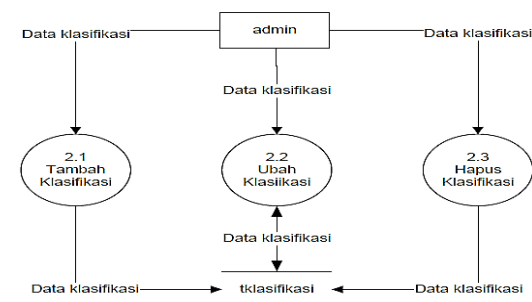 admin
Data klasifikasi
Data klasifikasi
Data klasifikasi
2.1
Tambah
Klasifikasi
2.2
Ubah
Klasiikasi
2.3
Hapus
Klasifikasi
Data klasifikasi
Data klasifikasi
tklasifikasi
Data klasifikasi